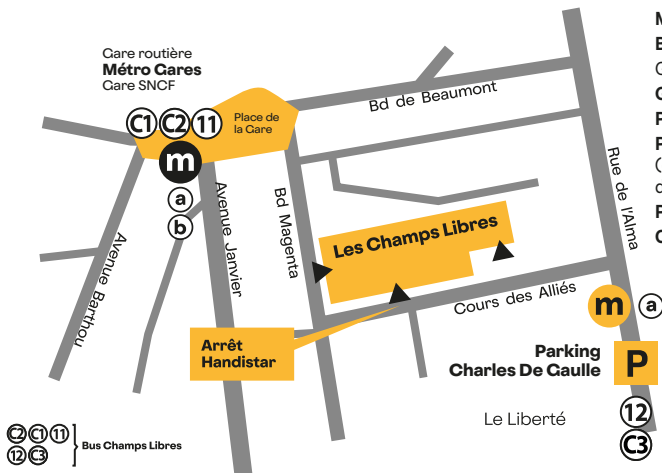 Gare routière
Métro Gares
Gare SNCF
C1 C2 11
Place de
la Gare
m
a
b
Bd de Beaumont
Rue de l'Alma
Avenue Janvier
Bd Magenta
Avenue Barthou
Les Champs Libres
Cours des Alliés
m a
Arrêt
Handistar
Parking
Charles De Gaulle
P
Le Liberté
12
C3
C2 C1 11
12 C3
Bus Champs Libres